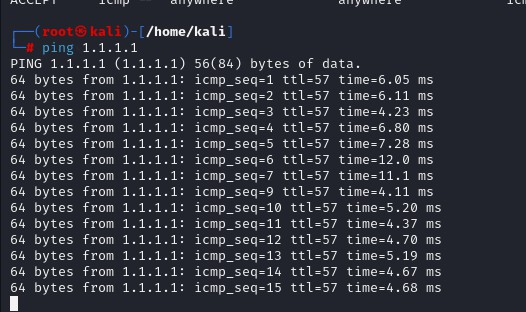 ACCEPT     icmp --  anywhere             anywhere             ic
┌──(root㉿kali)-[/home/kali]
└─# ping 1.1.1.1
PING 1.1.1.1 (1.1.1.1) 56(84) bytes of data.
64 bytes from 1.1.1.1: icmp_seq=1 ttl=57 time=6.05 ms
64 bytes from 1.1.1.1: icmp_seq=2 ttl=57 time=6.11 ms
64 bytes from 1.1.1.1: icmp_seq=3 ttl=57 time=4.23 ms
64 bytes from 1.1.1.1: icmp_seq=4 ttl=57 time=6.80 ms
64 bytes from 1.1.1.1: icmp_seq=5 ttl=57 time=7.28 ms
64 bytes from 1.1.1.1: icmp_seq=6 ttl=57 time=12.0 ms
64 bytes from 1.1.1.1: icmp_seq=7 ttl=57 time=11.1 ms
64 bytes from 1.1.1.1: icmp_seq=9 ttl=57 time=4.11 ms
64 bytes from 1.1.1.1: icmp_seq=10 ttl=57 time=5.20 ms
64 bytes from 1.1.1.1: icmp_seq=11 ttl=57 time=4.37 ms
64 bytes from 1.1.1.1: icmp_seq=12 ttl=57 time=4.70 ms
64 bytes from 1.1.1.1: icmp_seq=13 ttl=57 time=5.19 ms
64 bytes from 1.1.1.1: icmp_seq=14 ttl=57 time=4.67 ms
64 bytes from 1.1.1.1: icmp_seq=15 ttl=57 time=4.68 ms